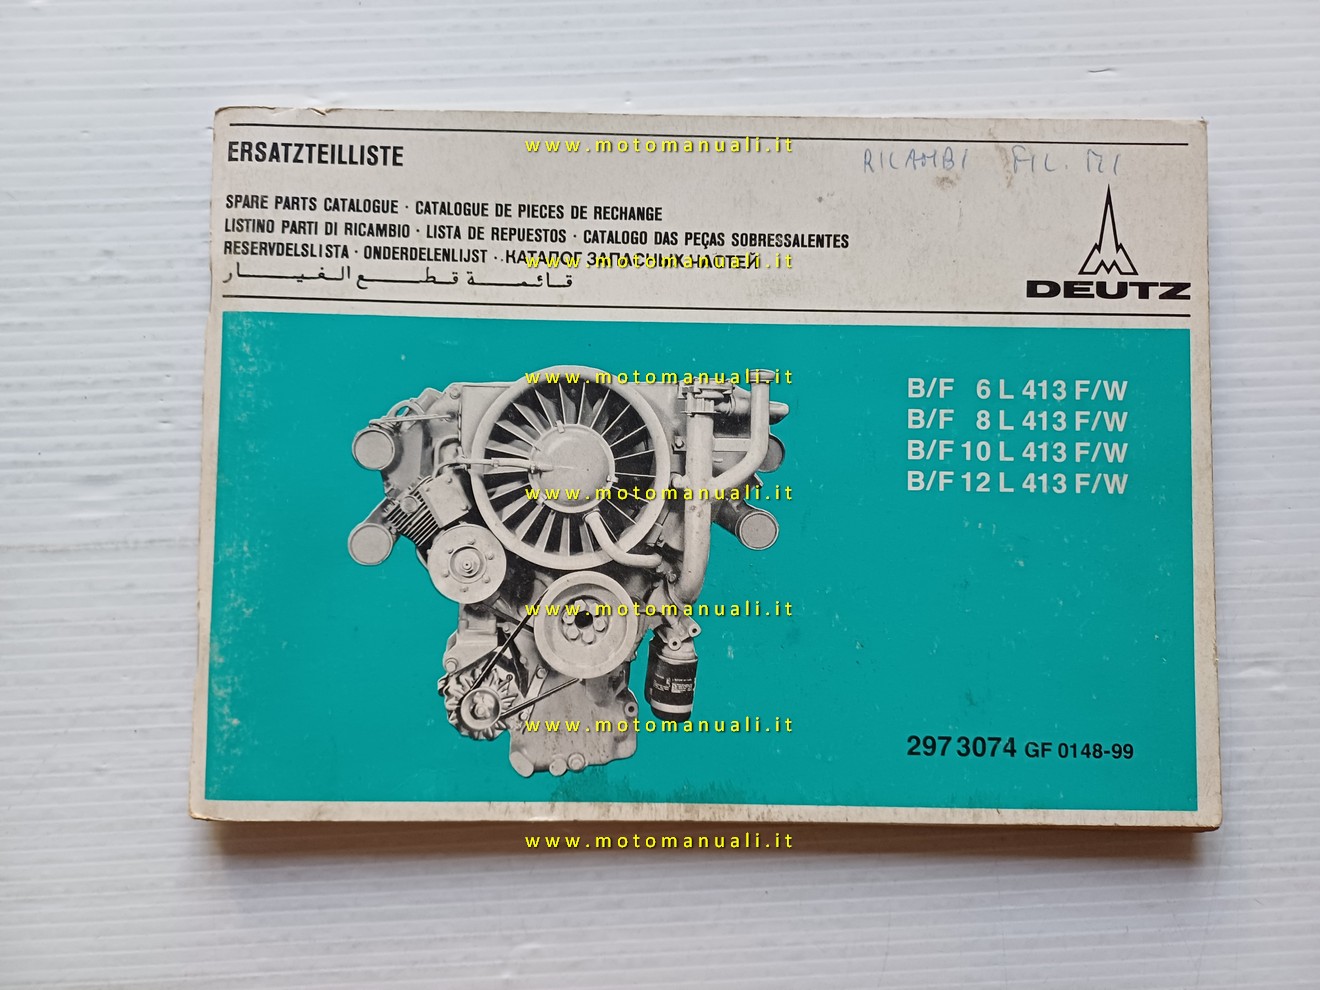 www.motomanuali.it
ERSATZTEILLISTE
RICAMBI FIL. MI
SPARE PARTS CATALOGUE · CATALOGUE DE PIECES DE RECHANGE
LISTINO PARTI DI RICAMBIO · LISTA DE REPUESTOS · CATALOGO DAS PEÇAS SOBRESSALENTES
RESERVDELSLISTA · ONDERDELENLIJST · КАТАЛОГ ЗАПАСНЫХ ЧАСТЕЙ
www.motomanuali.it
قائمة قطع الغيار
DEUTZ
www.motomanuali.it
B/F 6 L 413 F/W
B/F 8 L 413 F/W
B/F 10 L 413 F/W
B/F 12 L 413 F/W
www.motomanuali.it
www.motomanuali.it
www.motomanuali.it
297 3074 GF 0148-99
www.motomanuali.it